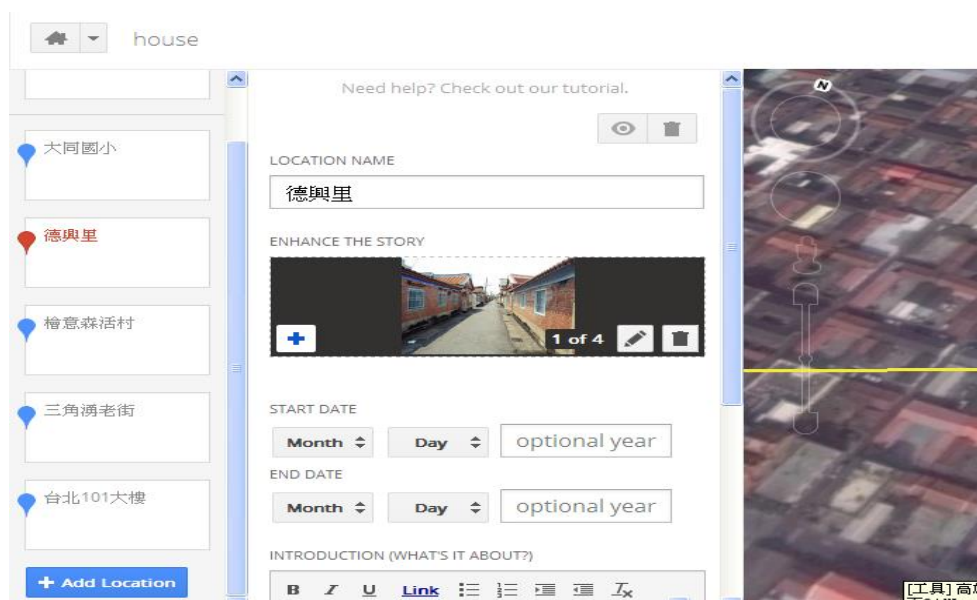 house
Need help? Check out our tutorial.
大同國小
德興里
檜意森活村
三角湧老街
台北101大樓
+ Add Location
LOCATION NAME
德興里
ENHANCE THE STORY
1 of 4
START DATE
Month Day optional year
END DATE
Month Day optional year
INTRODUCTION (WHAT'S IT ABOUT?)
B I U Link
N
[工具] 高